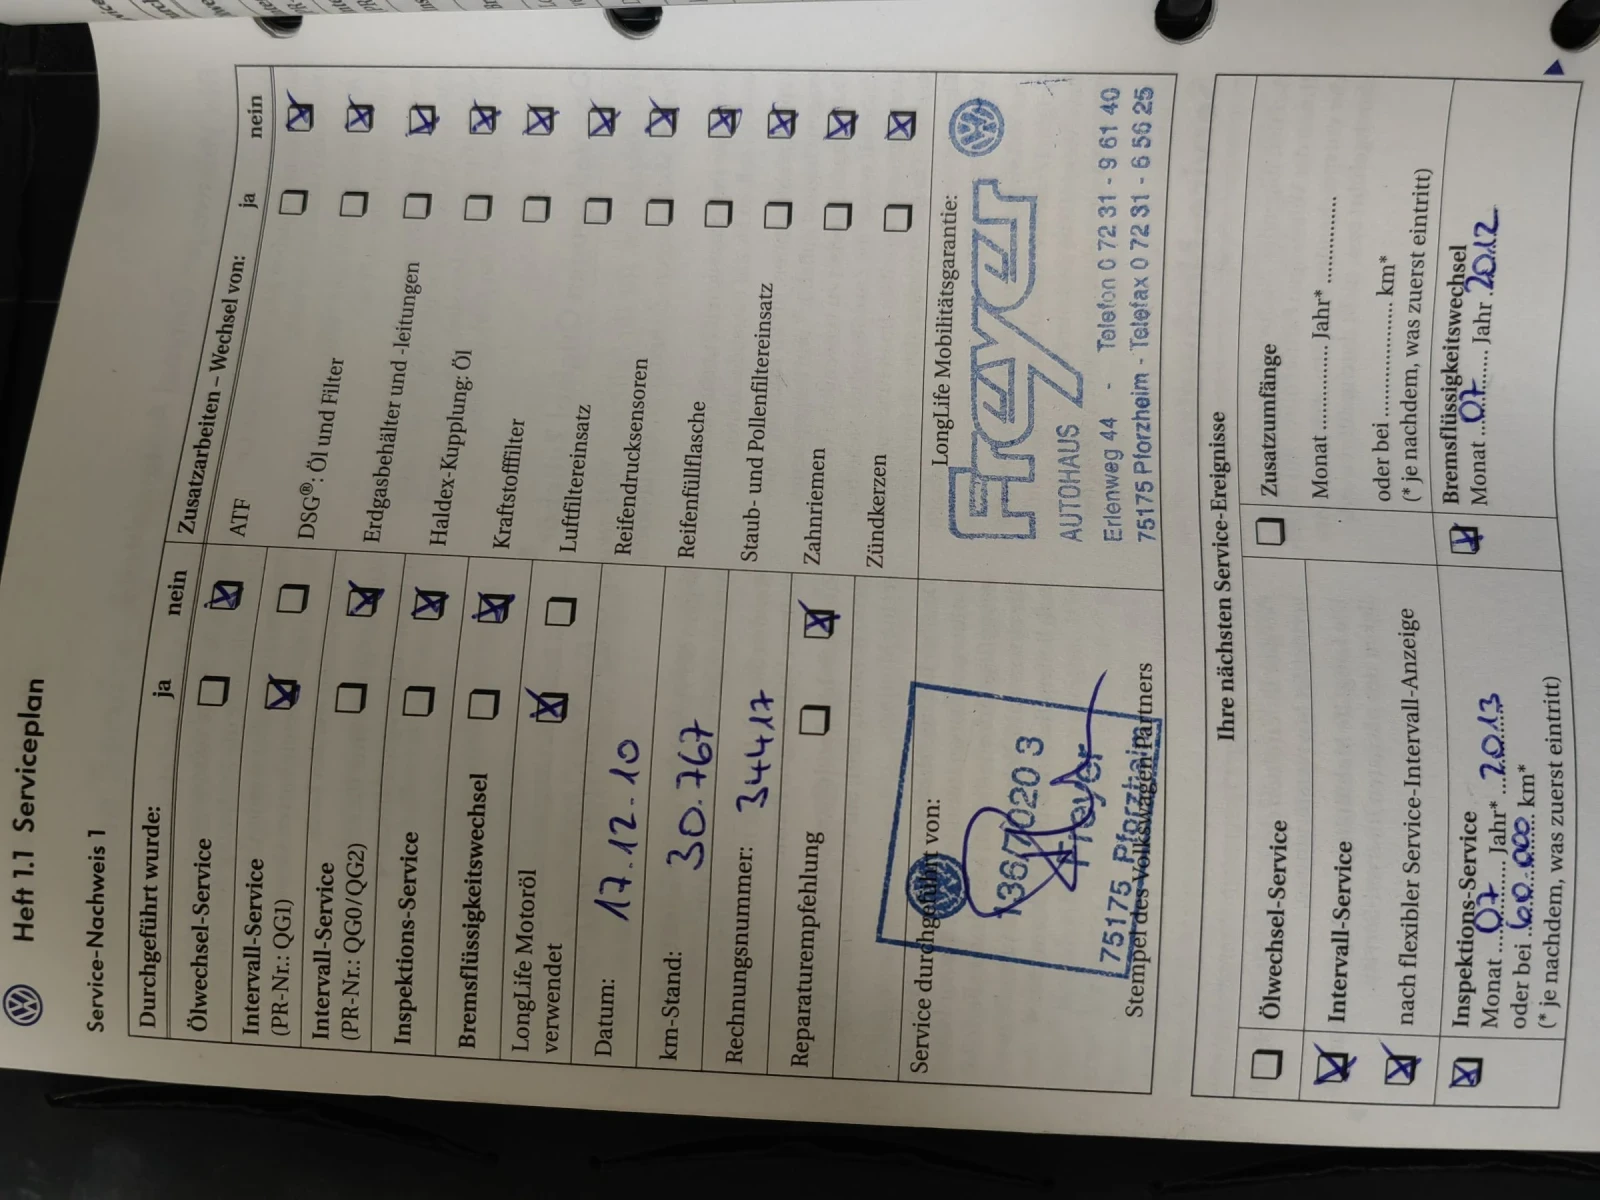 Heft 1.1 Serviceplan
Service-Nachweis 1
Durchgeführt wurde: ja nein
Ölwechsel-Service
Intervall-Service
(PR-Nr.: QG1)
Intervall-Service
(PR-Nr.: QG0/QG2)
Inspektions-Service
Bremsflüssigkeitswechsel
LongLife Motoröl
verwendet
Datum: 17.12.10
km-Stand: 30.767
Rechnungsnummer: 34417
Reparaturempfehlung
Zusatzarbeiten – Wechsel von: ja nein
ATF
DSG®: Öl und Filter
Erdgasbehälter und -leitungen
Haldex-Kupplung: Öl
Kraftstofffilter
Luftfiltereinsatz
Reifendrucksensoren
Reifenfüllflasche
Staub- und Pollenfiltereinsatz
Zahnriemen
Zündkerzen
Service durchgeführt von:
Freyer
75175 Pforzheim
Stempel des Volkswagen Partners
LongLife Mobilitätsgarantie:
Freyer
AUTOHAUS
Erlenweg 44 - Telefon 0 72 31 - 9 61 40
75175 Pforzheim - Telefax 0 72 31 - 6 56 25
Ihre nächsten Service-Ereignisse
Ölwechsel-Service
Intervall-Service
nach flexibler Service-Intervall-Anzeige
Inspektions-Service
Monat 07 Jahr* 2013
oder bei 60.000 km*
(* je nachdem, was zuerst eintritt)
Zusatzumfänge
Monat ............... Jahr* ...............
oder bei ............... km*
(* je nachdem, was zuerst eintritt)
Bremsflüssigkeitswechsel
Monat 07 Jahr 2012